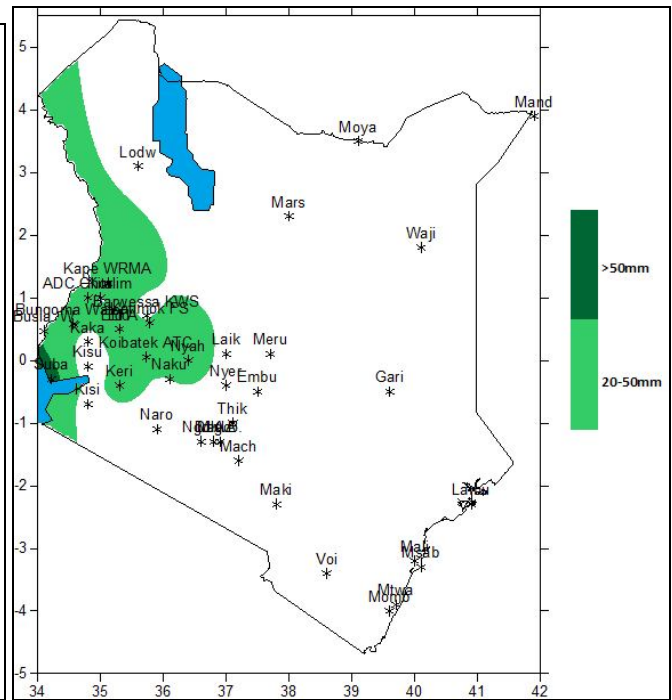 5
4
3
2
1
0
-1
-2
-3
-4
-5
34 35 36 37 38 39 40 41 42
Mand
Moya
Lodw
Mars
Waji
Kape WRMA
Kaka
Kisu
Koibatek ATC
Nyah
Laik
Meru
Suba
Keri
Naku
Nyer
Embu
Gari
Kisi
Naro
Thik
Mach
Maki
Lamu
Voi
Mali
Msab
Mtwa
Momb
>50mm
20-50mm